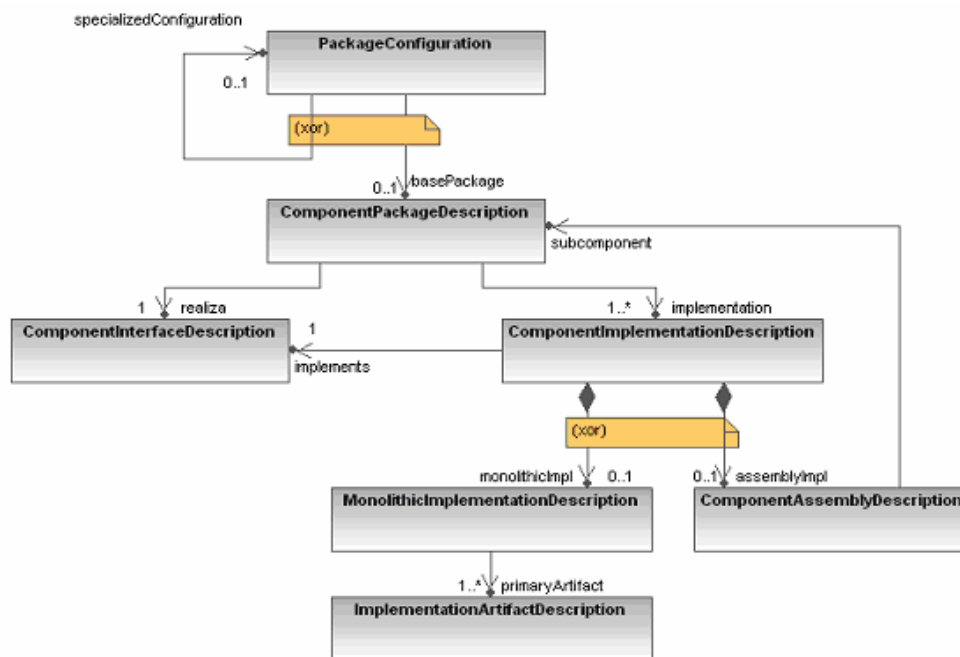 specializedConfiguration
PackageConfiguration
0..1
(xor)
0..1
basePackage
ComponentPackageDescription
subcomponent
1
realiza
1..*
implementation
ComponentInterfaceDescription
1
ComponentImplementationDescription
implements
(xor)
monolithicImpl
0..1
0..1
assemblyImpl
MonolithicImplementationDescription
ComponentAssemblyDescription
1..*
primaryArtifact
ImplementationArtifactDescription